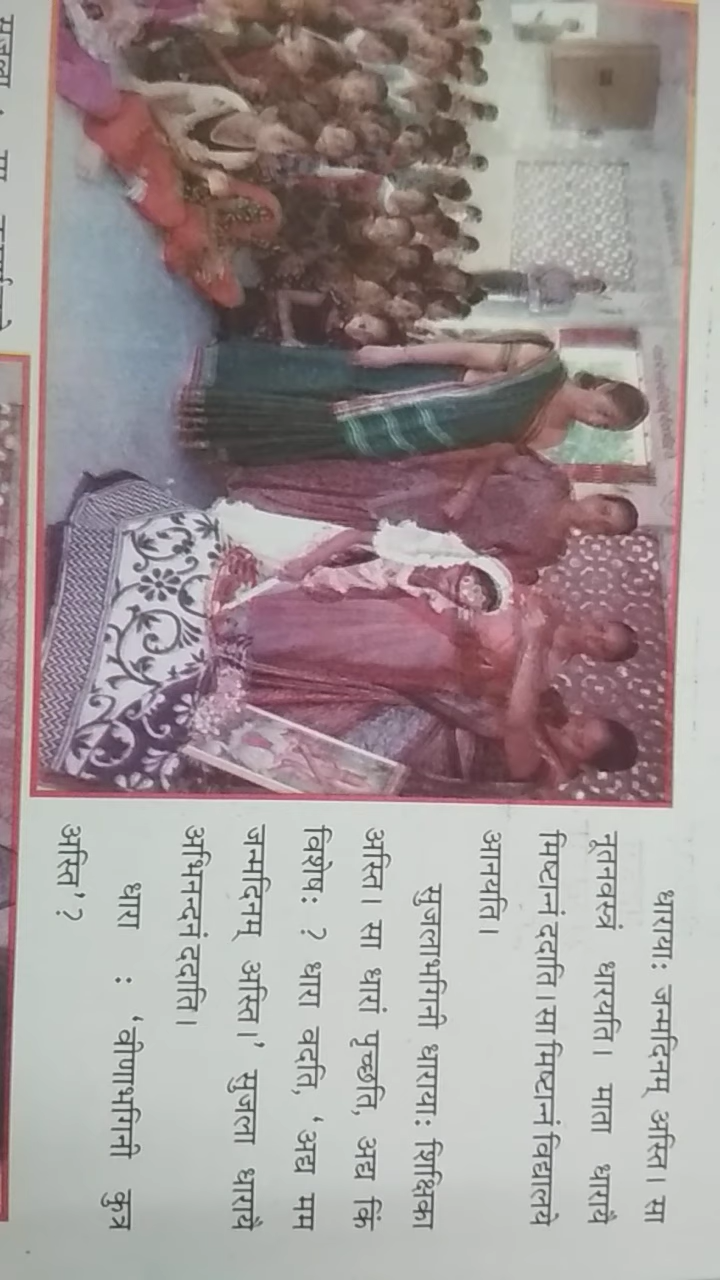 धारायाः जन्मदिनम् अस्ति। सा
नूतनवस्त्रं धारयति। माता धारायै
मिष्टान्नं ददाति। सा मिष्टान्नं विद्यालये
आनयति।
सुजलाभगिनी धारायाः शिक्षिका
अस्ति। सा धारां पृच्छति, अद्य किं
विशेषः ? धारा वदति, ‘अद्य मम
जन्मदिनम् अस्ति।’ सुजला धारायै
अभिनन्दनं ददाति।
धारा : ‘वीणाभगिनी कुत्र
अस्ति’ ?